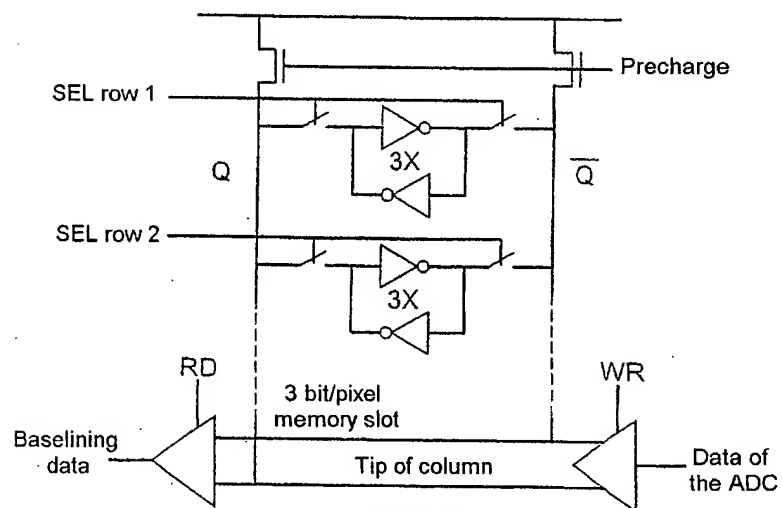 Precharge
SEL row 1
3X
Q
Q
SEL row 2
3X
RD
3 bit/pixel
memory slot
WR
Baselining
data
Tip of column
Data of
the ADC